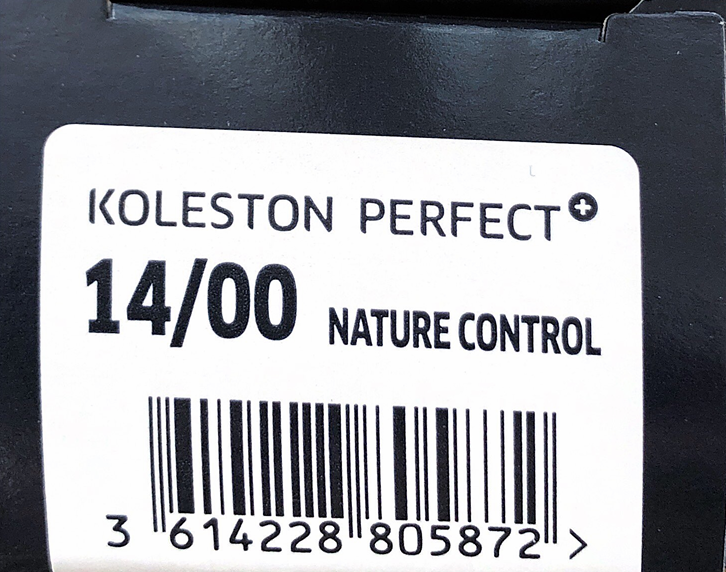 KOLESTON PERFECT+
14/00 NATURE CONTROL
3 614228 805872 >